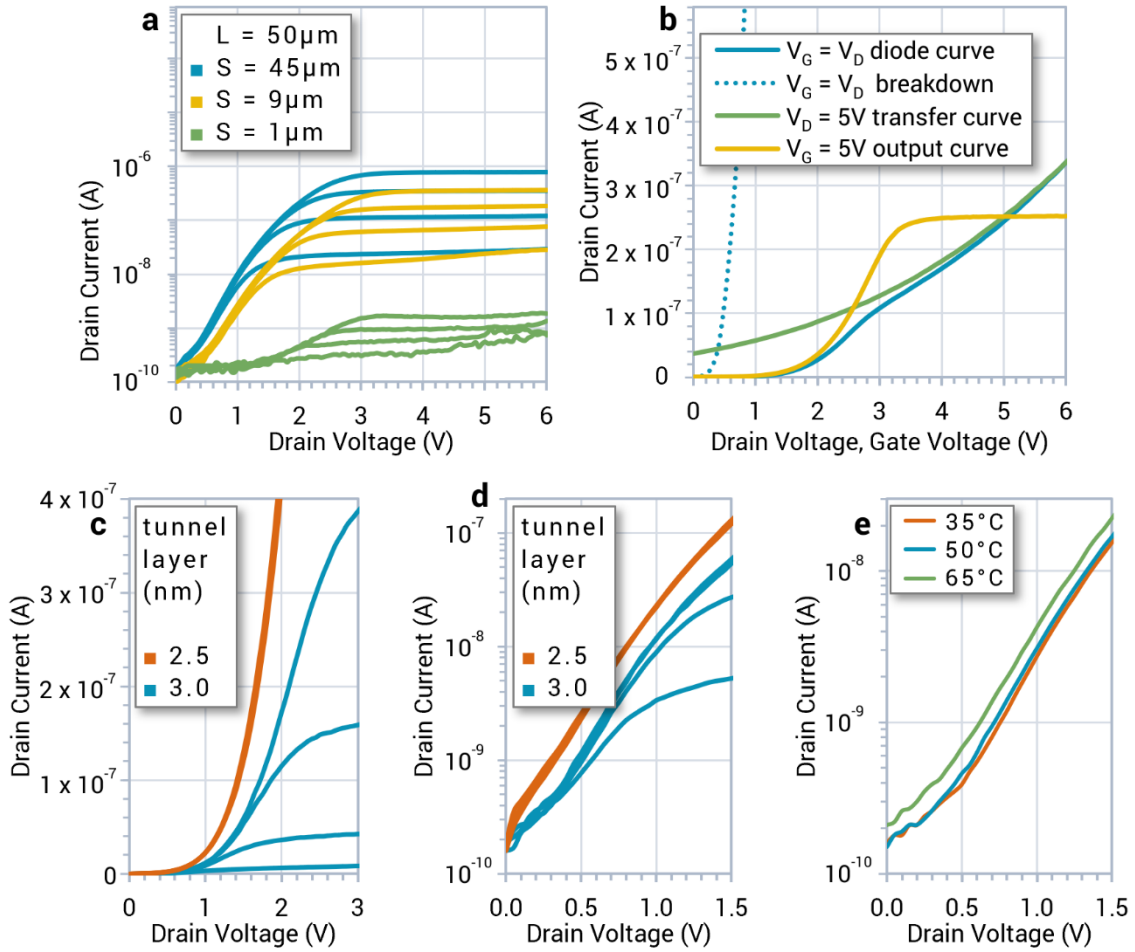 a
L = 50µm
S = 45µm
S = 9µm
S = 1µm
10⁻⁶
10⁻⁸
10⁻¹⁰
Drain Current (A)
0 1 2 3 4 5 6
Drain Voltage (V)
b
V_G = V_D diode curve
V_G = V_D breakdown
V_D = 5V transfer curve
V_G = 5V output curve
5 x 10⁻⁷
4 x 10⁻⁷
3 x 10⁻⁷
2 x 10⁻⁷
1 x 10⁻⁷
0
Drain Current (A)
0 1 2 3 4 5 6
Drain Voltage, Gate Voltage (V)
c
tunnel
layer
(nm)
2.5
3.0
4 x 10⁻⁷
3 x 10⁻⁷
2 x 10⁻⁷
1 x 10⁻⁷
0
Drain Current (A)
0 1 2 3
Drain Voltage (V)
d
tunnel
layer
(nm)
2.5
3.0
10⁻⁷
10⁻⁸
10⁻⁹
10⁻¹⁰
Drain Current (A)
0.0 0.5 1.0 1.5
Drain Voltage (V)
e
35°C
50°C
65°C
10⁻⁸
10⁻⁹
10⁻¹⁰
Drain Current (A)
0.0 0.5 1.0 1.5
Drain Voltage (V)